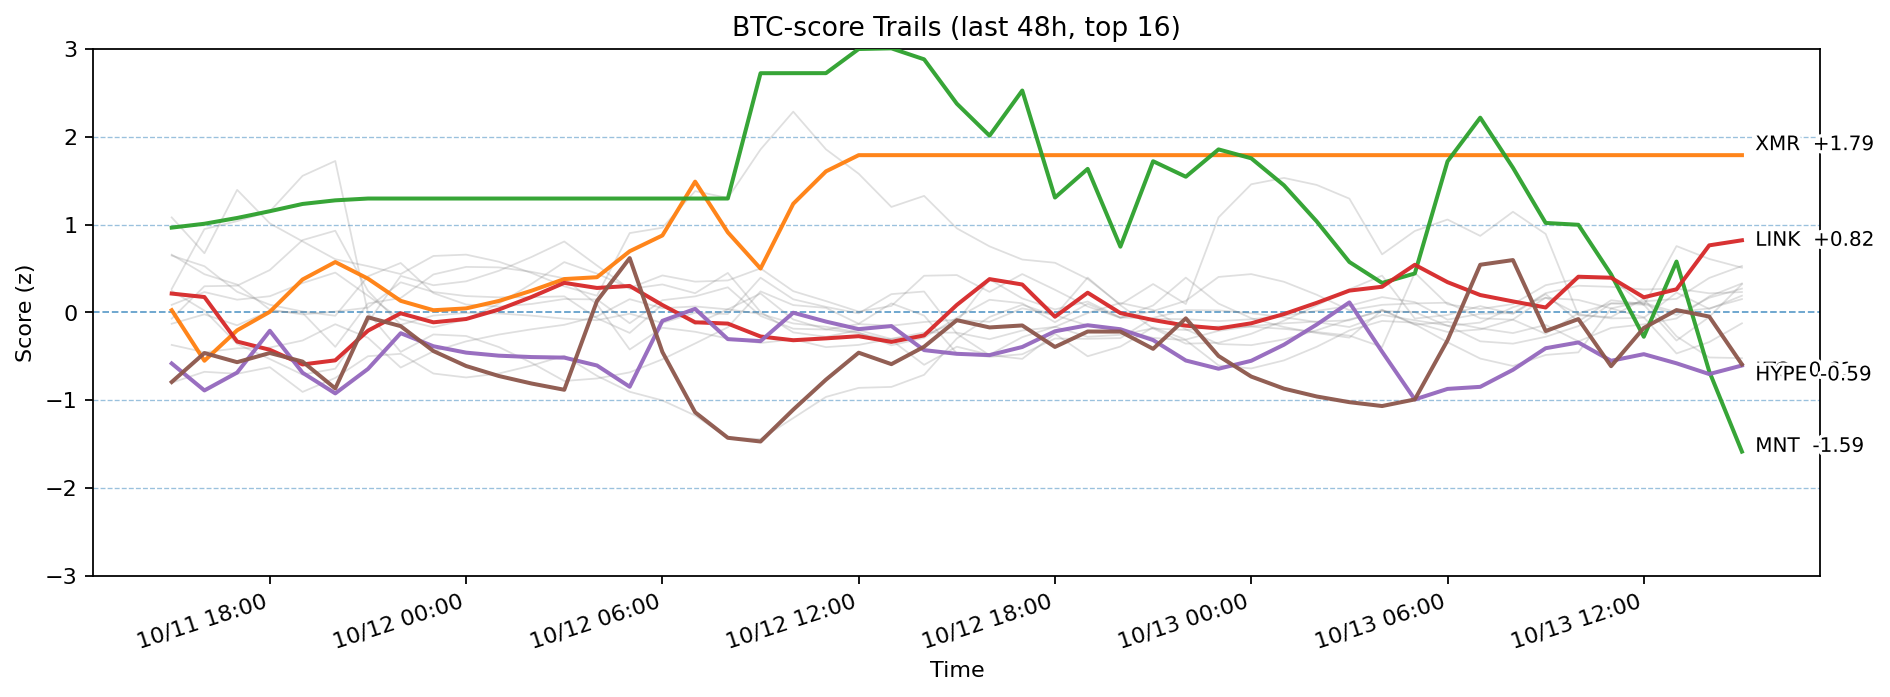 BTC-score Trails (last 48h, top 16)
Score (z)
3
2
1
0
−1
−2
−3
XMR +1.79
LINK +0.82
HYPE -0.59
MNT -1.59
10/11 18:00
10/12 00:00
10/12 06:00
10/12 12:00
10/12 18:00
10/13 00:00
10/13 06:00
10/13 12:00
Time